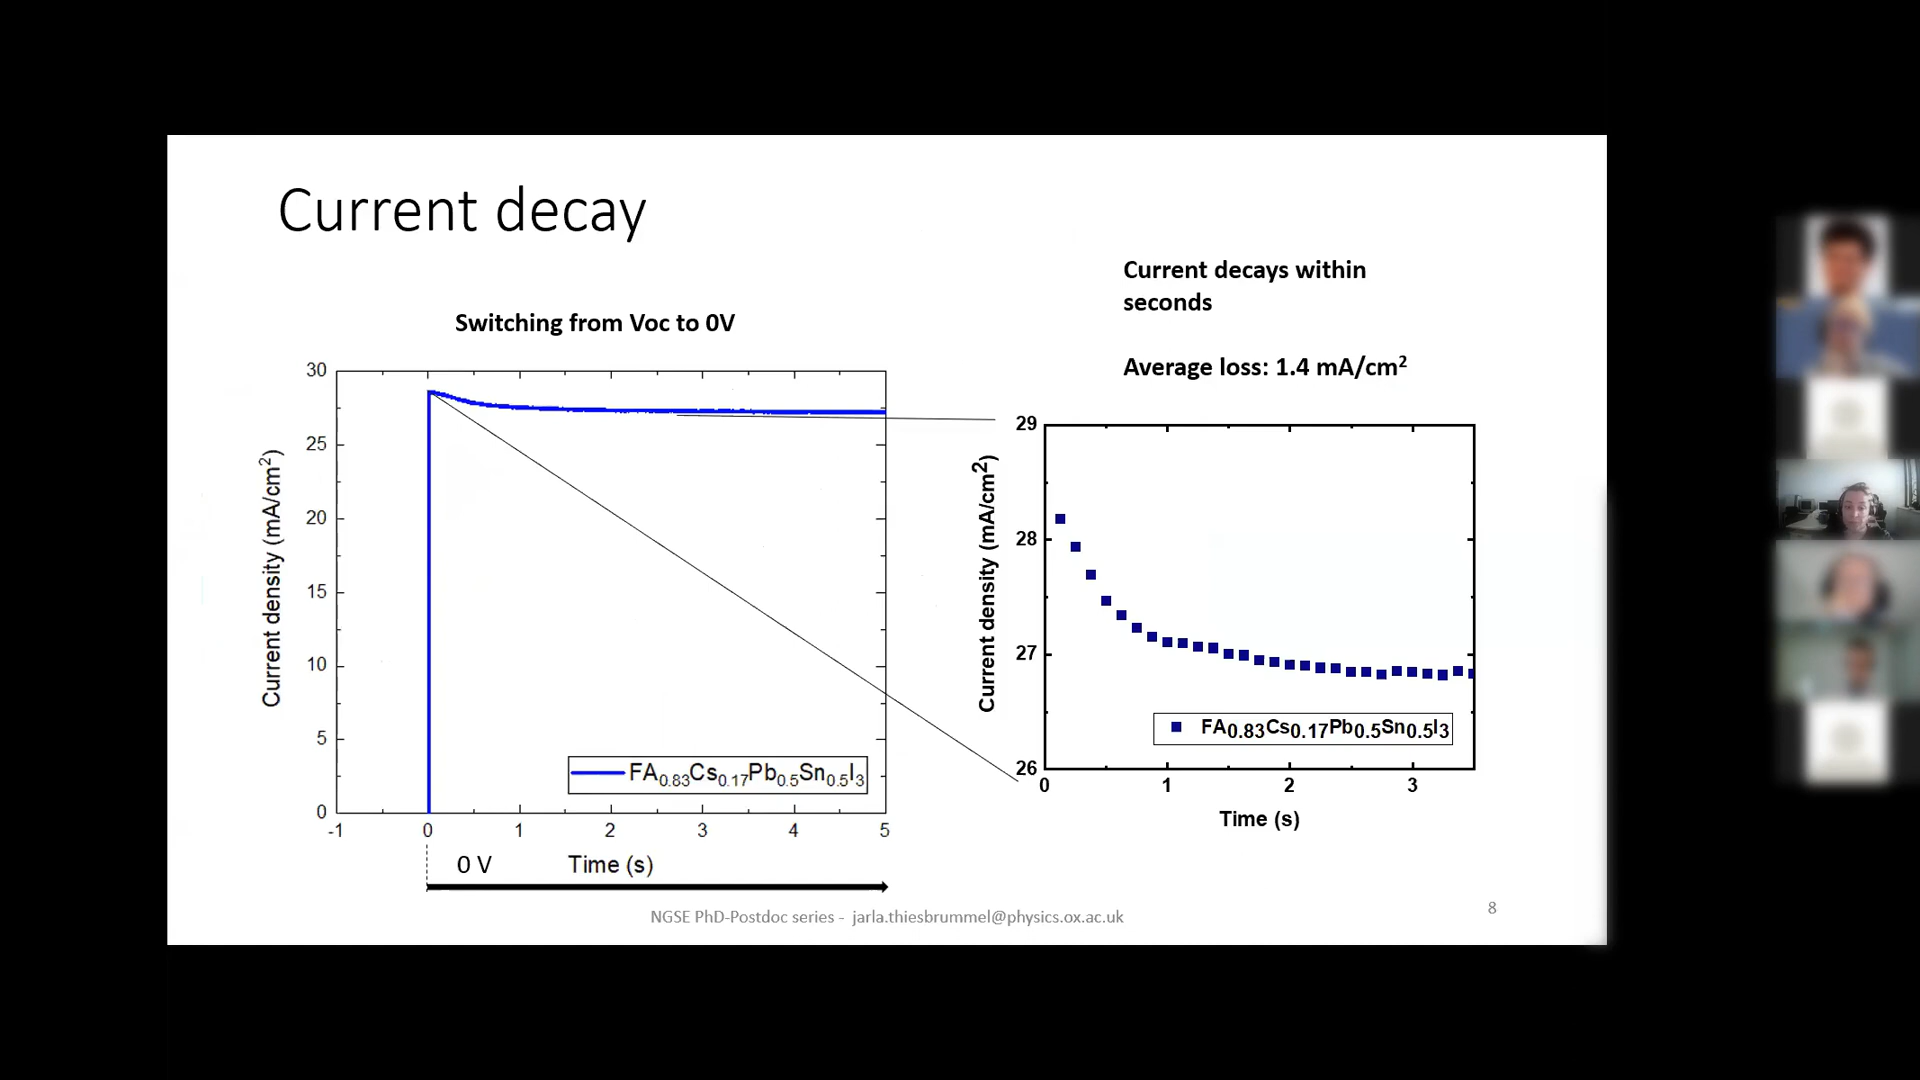 Current decay
Current decays within
seconds
Average loss: 1.4 mA/cm²
Switching from Voc to 0V
30
25
20
15
10
5
0
Current density (mA/cm²)
FA₀.₈₃Cs₀.₁₇Pb₀.₅Sn₀.₅I₃
-1 0 1 2 3 4 5
0 V
Time (s)
29
28
27
26
Current density (mA/cm²)
FA₀.₈₃Cs₀.₁₇Pb₀.₅Sn₀.₅I₃
0 1 2 3
Time (s)
NGSE PhD-Postdoc series - jarla.thiesbrummel@physics.ox.ac.uk
8